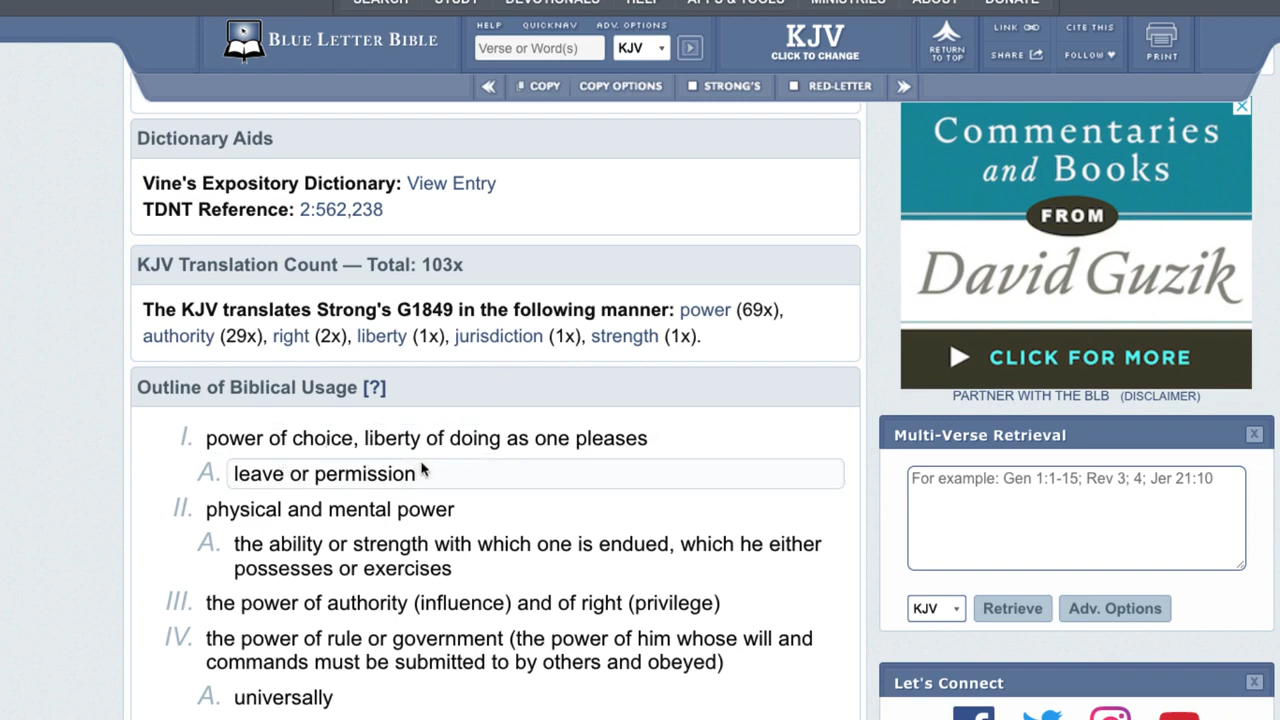 SEARCH STUDY DEVOTIONALS HELP APPS & TOOLS MINISTRIES ABOUT DONATE
BLUE LETTER BIBLE
HELP QUICKNAV ADV. OPTIONS
Verse or Word(s) KJV
KJV
CLICK TO CHANGE
RETURN
TO TOP
LINK
SHARE
CITE THIS
FOLLOW
PRINT
COPY COPY OPTIONS STRONG'S RED-LETTER
Dictionary Aids
Vine's Expository Dictionary: View Entry
TDNT Reference: 2:562,238
KJV Translation Count — Total: 103x
The KJV translates Strong's G1849 in the following manner: power (69x),
authority (29x), right (2x), liberty (1x), jurisdiction (1x), strength (1x).
Outline of Biblical Usage [?]
I. power of choice, liberty of doing as one pleases
A. leave or permission
II. physical and mental power
A. the ability or strength with which one is endued, which he either
possesses or exercises
III. the power of authority (influence) and of right (privilege)
IV. the power of rule or government (the power of him whose will and
commands must be submitted to by others and obeyed)
A. universally
Commentaries
and Books
FROM
David Guzik
CLICK FOR MORE
PARTNER WITH THE BLB (DISCLAIMER)
Multi-Verse Retrieval X
For example: Gen 1:1-15; Rev 3; 4; Jer 21:10
KJV Retrieve Adv. Options
Let's Connect X